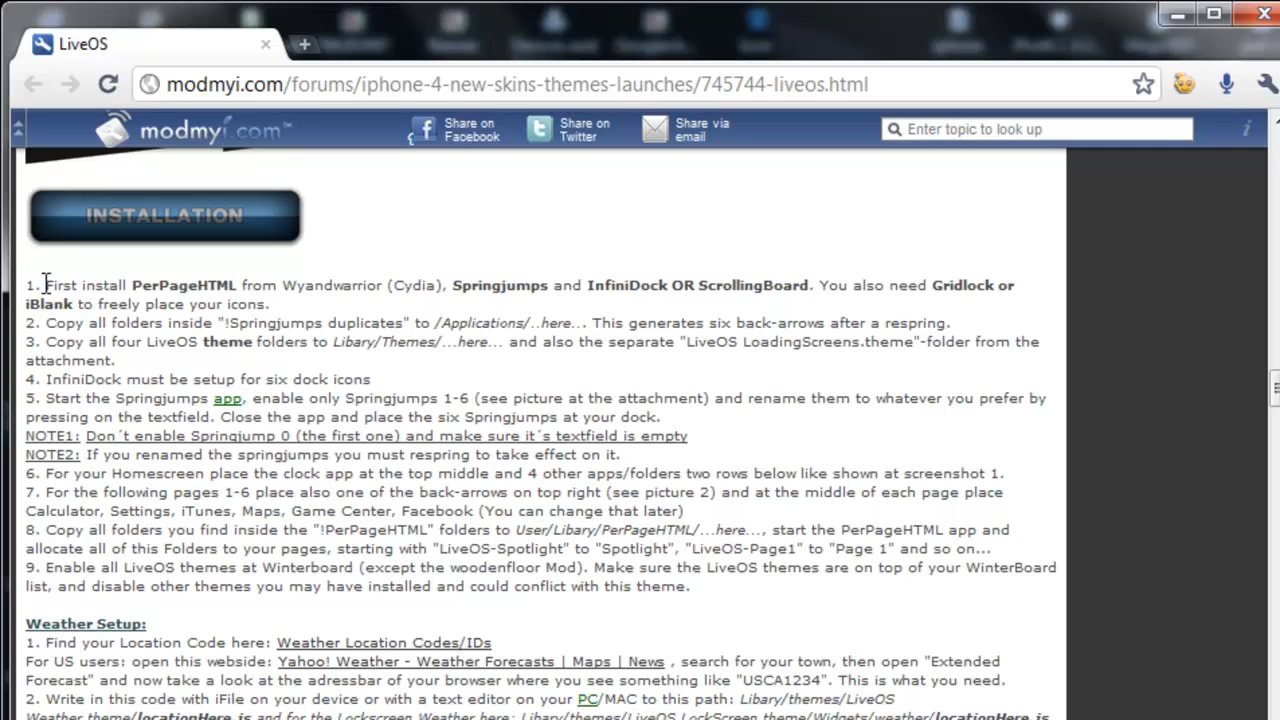 LiveOS
modmyi.com/forums/iphone-4-new-skins-themes-launches/745744-liveos.html
modmyi.com™
Share on
Facebook
Share on
Twitter
Share via
email
Enter topic to look up
i
INSTALLATION
1. First install PerPageHTML from Wyandwarrior (Cydia), Springjumps and InfiniDock OR ScrollingBoard. You also need Gridlock or
iBlank to freely place your icons.
2. Copy all folders inside "!Springjumps duplicates" to /Applications/..here... This generates six back-arrows after a respring.
3. Copy all four LiveOS theme folders to Libary/Themes/...here... and also the separate "LiveOS LoadingScreens.theme"-folder from the
attachment.
4. InfiniDock must be setup for six dock icons
5. Start the Springjumps app, enable only Springjumps 1-6 (see picture at the attachment) and rename them to whatever you prefer by
pressing on the textfield. Close the app and place the six Springjumps at your dock.
NOTE1: Don´t enable Springjump 0 (the first one) and make sure it´s textfield is empty
NOTE2: If you renamed the springjumps you must respring to take effect on it.
6. For your Homescreen place the clock app at the top middle and 4 other apps/folders two rows below like shown at screenshot 1.
7. For the following pages 1-6 place also one of the back-arrows on top right (see picture 2) and at the middle of each page place
Calculator, Settings, iTunes, Maps, Game Center, Facebook (You can change that later)
8. Copy all folders you find inside the "!PerPageHTML" folders to User/Libary/PerPageHTML/...here..., start the PerPageHTML app and
allocate all of this Folders to your pages, starting with "LiveOS-Spotlight" to "Spotlight", "LiveOS-Page1" to "Page 1" and so on...
9. Enable all LiveOS themes at Winterboard (except the woodenfloor Mod). Make sure the LiveOS themes are on top of your WinterBoard
list, and disable other themes you may have installed and could conflict with this theme.
Weather Setup:
1. Find your Location Code here: Weather Location Codes/IDs
For US users: open this webside: Yahoo! Weather - Weather Forecasts | Maps | News , search for your town, then open "Extended
Forecast" and now take a look at the adressbar of your browser where you see something like "USCA1234". This is what you need.
2. Write in this code with iFile on your device or with a text editor on your PC/MAC to this path: Libary/themes/LiveOS
Weather.theme/locationHere.js and for the Lockscreen Weather here: Libary/themes/LiveOS LockScreen.theme/Widgets/weather/locationHere.js